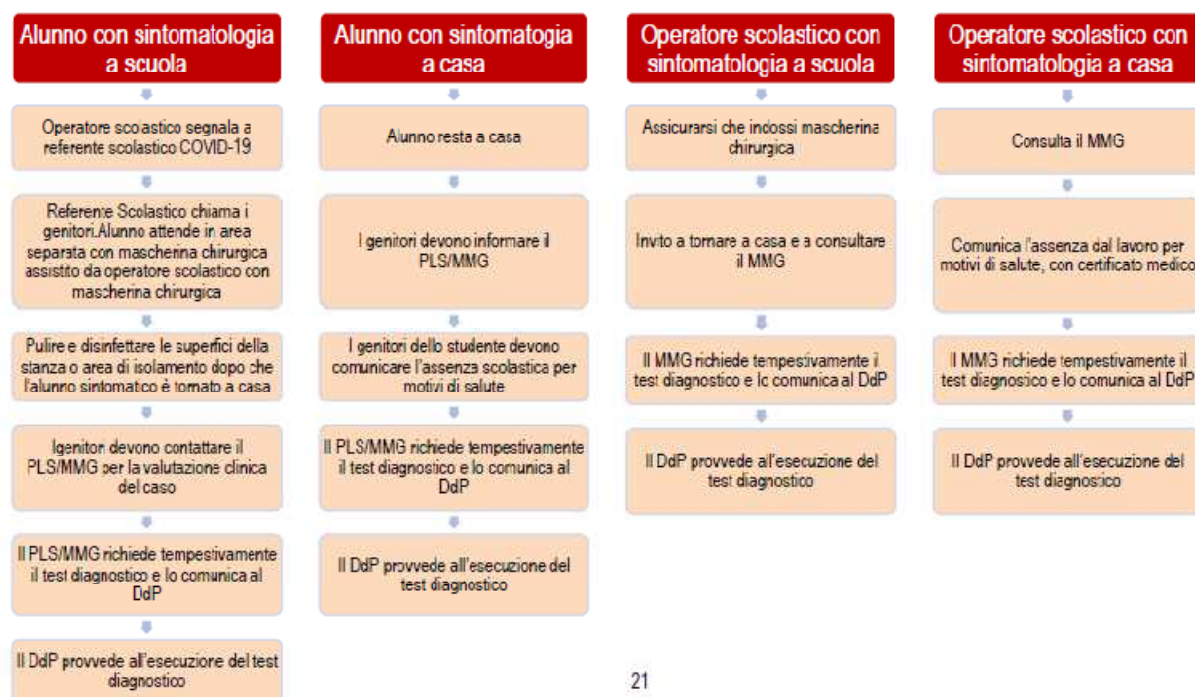 Alunno con sintomatologia
a scuola
Operatore scolastico segnala a
referente scolastico COVID-19
Referente Scolastico chiama i
genitori.Alunno attende in area
separata con mascherina chirurgica
assistito da operatore scolastico con
mascherina chirurgica
Pulire e disinfettare le superfici della
stanza o area di isolamento dopo che
l'alunno sintomatico è tornato a casa
Igenitori devono contattare il
PLS/MMG per la valutazione clinica
del caso
Il PLS/MMG richiede tempestivamente
il test diagnostico e lo comunica al
DdP
Il DdP provvede all'esecuzione del test
diagnostico
Alunno con sintomatogia
a casa
Alunno resta a casa
I genitori devono informare il
PLS/MMG
I genitori dello studente devono
comunicare l'assenza scolastica per
motivi di salute
Il PLS/MMG richiede tempestivamente
il test diagnostico e lo comunica al
DdP
Il DdP provvede all'esecuzione del
test diagnostico
Operatore scolastico con
sintomatologia a scuola
Assicurarsi che indossi mascherina
chirurgica
Invito a tornare a casa e a consultare
il MMG
Il MMG richiede tempestivamente il
test diagnostico e lo comunica al DdP
Il DdP provvede all'esecuzione del
test diagnostico
Operatore scolastico con
sintomatologia a casa
Consulta il MMG
Comunica l'assenza dal lavoro per
motivi di salute, con certificato medico
Il MMG richiede tempestivamente il
test diagnostico e lo comunica al DdP
Il DdP provvede all'esecuzione del
test diagnostico
21